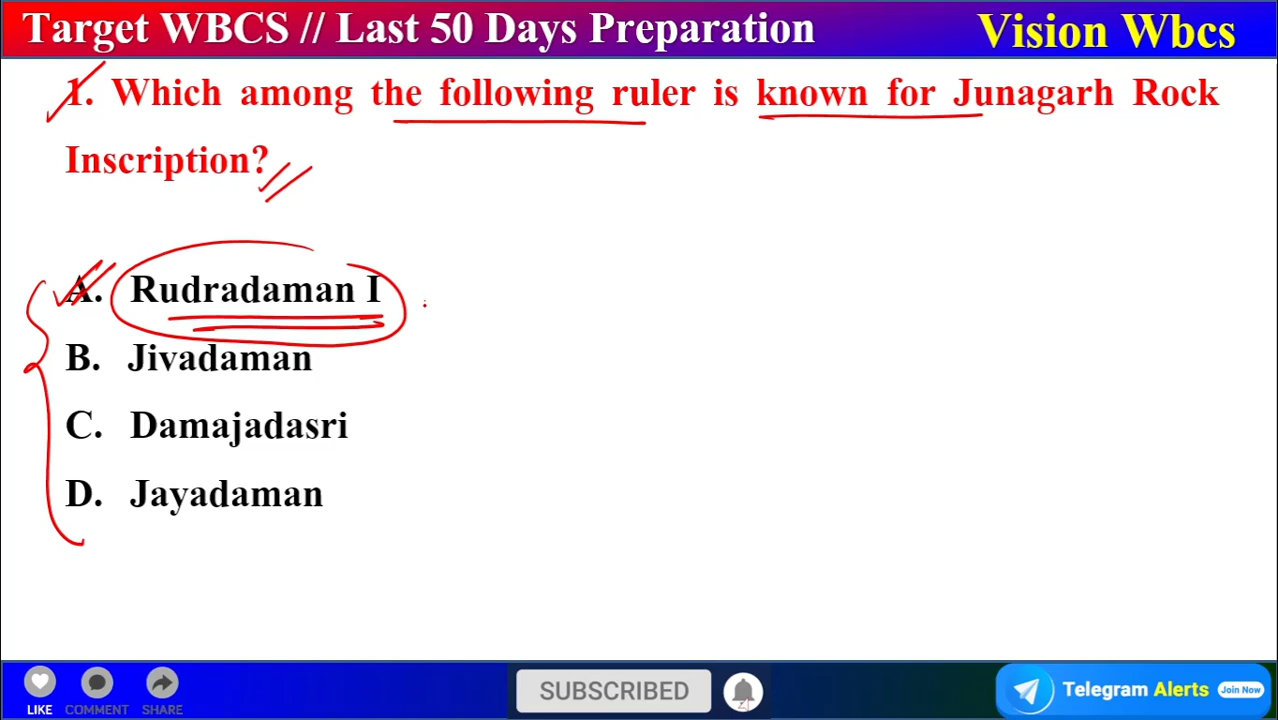 Target WBCS // Last 50 Days Preparation
Vision Wbcs
1. Which among the following ruler is known for Junagarh Rock
Inscription?
A. Rudradaman I
B. Jivadaman
C. Damajadasri
D. Jayadaman
LIKE COMMENT SHARE
SUBSCRIBED
Telegram Alerts Join Now